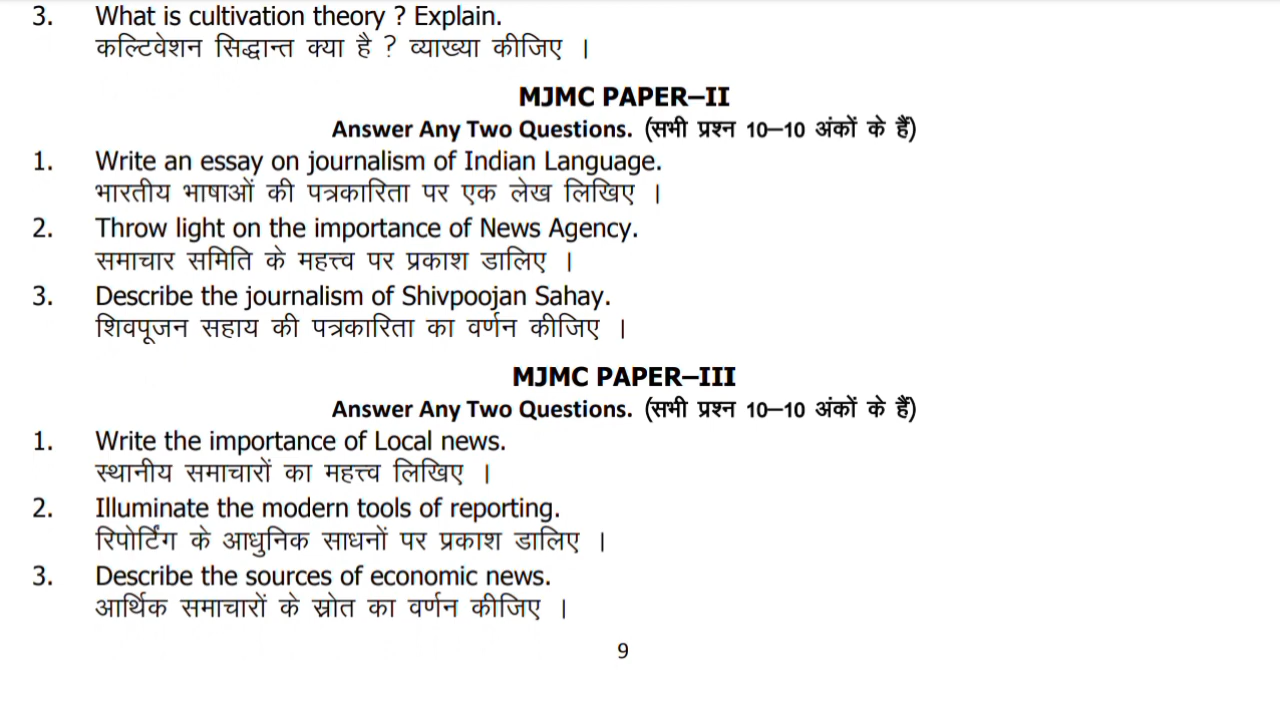 3. What is cultivation theory ? Explain.
कल्टिवेशन सिद्धान्त क्या है ? व्याख्या कीजिए ।
MJMC PAPER–II
Answer Any Two Questions. (सभी प्रश्न 10–10 अंकों के हैं)
1. Write an essay on journalism of Indian Language.
भारतीय भाषाओं की पत्रकारिता पर एक लेख लिखिए ।
2. Throw light on the importance of News Agency.
समाचार समिति के महत्त्व पर प्रकाश डालिए ।
3. Describe the journalism of Shivpoojan Sahay.
शिवपूजन सहाय की पत्रकारिता का वर्णन कीजिए ।
MJMC PAPER–III
Answer Any Two Questions. (सभी प्रश्न 10–10 अंकों के हैं)
1. Write the importance of Local news.
स्थानीय समाचारों का महत्त्व लिखिए ।
2. Illuminate the modern tools of reporting.
रिपोर्टिंग के आधुनिक साधनों पर प्रकाश डालिए ।
3. Describe the sources of economic news.
आर्थिक समाचारों के स्रोत का वर्णन कीजिए ।
9